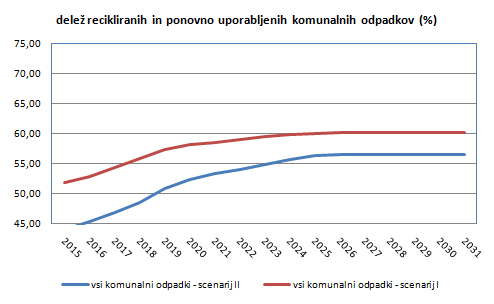 delež recikliranih in ponovno uporabljenih komunalnih odpadkov (%)
75,00
70,00
65,00
60,00
55,00
50,00
45,00
2015 2016 2017 2018 2019 2020 2021 2022 2023 2024 2025 2026 2027 2028 2029 2030 2031
vsi komunalni odpadki - scenarij II vsi komunalni odpadki - scenarij I